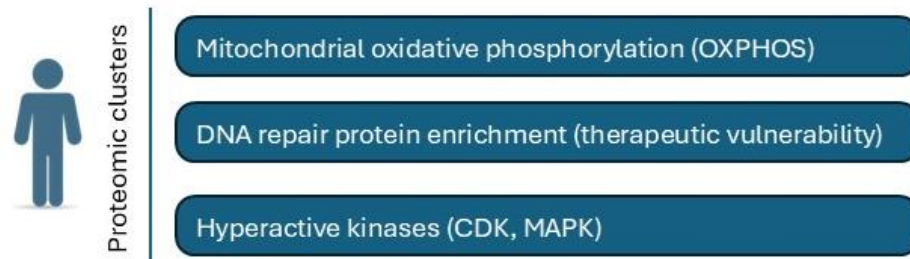 Proteomic clusters
Mitochondrial oxidative phosphorylation (OXPHOS)
DNA repair protein enrichment (therapeutic vulnerability)
Hyperactive kinases (CDK, MAPK)